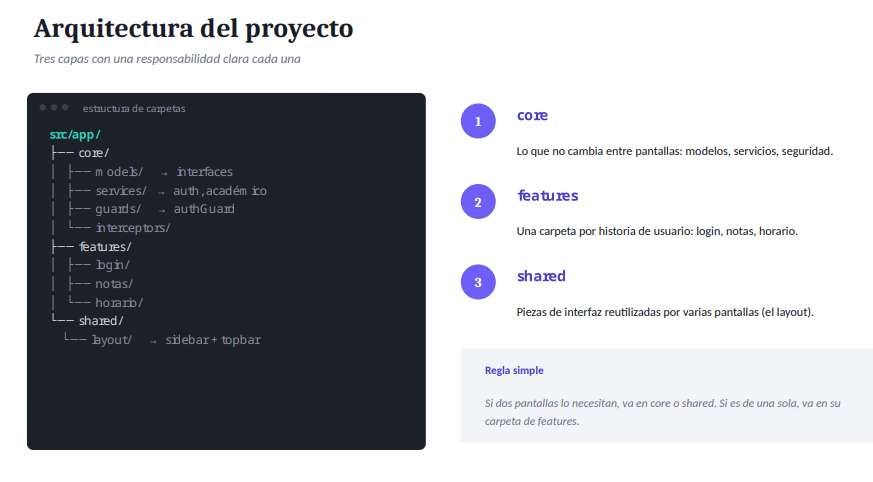 Arquitectura del proyecto
Tres capas con una responsabilidad clara cada una
estructura de carpetas
src/app/
├── core/
│   ├── models/   → interfaces
│   ├── services/   → auth, académico
│   ├── guards/   → authGuard
│   └── interceptors/
├── features/
│   ├── login/
│   ├── notas/
│   └── horario/
└── shared/
    └── layout/   → sidebar + topbar
1
core
Lo que no cambia entre pantallas: modelos, servicios, seguridad.
2
features
Una carpeta por historia de usuario: login, notas, horario.
3
shared
Piezas de interfaz reutilizadas por varias pantallas (el layout).
Regla simple
Si dos pantallas lo necesitan, va en core o shared. Si es de una sola, va en su
carpeta de features.